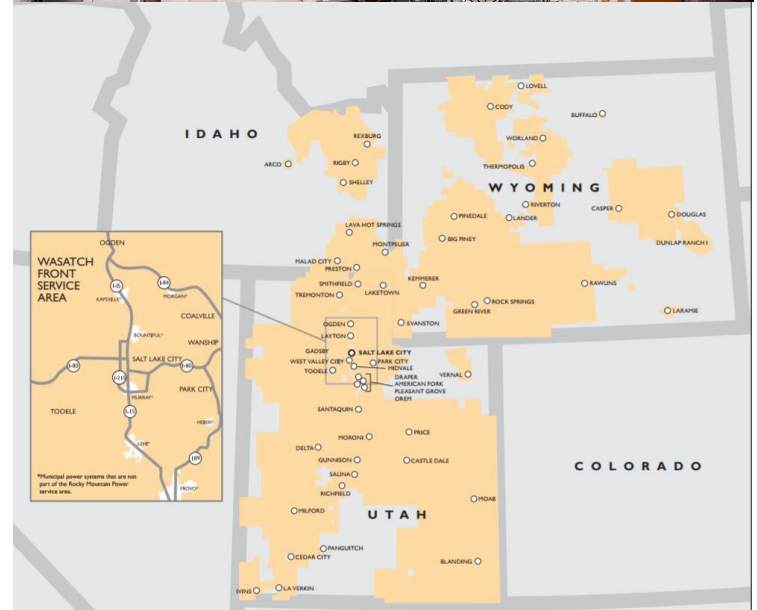 IDAHO
WYOMING
UTAH
COLORADO
LOVELL
CODY
BUFFALO
WORLAND
THERMOPOLIS
RIVERTON
LANDER
CASPER
DOUGLAS
DUNLAP RANCH I
PINEDALE
BIG PINEY
RAWLINS
ROCK SPRINGS
GREEN RIVER
LARAMIE
KEMMERER
EVANSTON
REXBURG
ARCO
RIGBY
SHELLEY
LAVA HOT SPRINGS
MONTPELIER
MALAD CITY
PRESTON
SMITHFIELD
LAKETOWN
TREMONTON
OGDEN
LAYTON
GADSBY
SALT LAKE CITY
WEST VALLEY CITY
PARK CITY
MIDVALE
TOOELE
VERNAL
DRAPER
AMERICAN FORK
PLEASANT GROVE
OREM
SANTAQUIN
MORONI
PRICE
DELTA
GUNNISON
CASTLE DALE
SALINA
RICHFIELD
MOAB
MILFORD
PANGUITCH
CEDAR CITY
BLANDING
IVINS
LA VERKIN
WASATCH
FRONT
SERVICE
AREA
OGDEN
I-15
I-84
KAYSVILLE*
MORGAN*
COALVILLE
BOUNTIFUL*
WANSHIP
SALT LAKE CITY
I-80
I-80
I-215
PARK CITY
MURRAY*
I-15
TOOELE
HEBER*
LEHI*
189
PROVO*
*Municipal power systems that are not
part of the Rocky Mountain Power
service area.